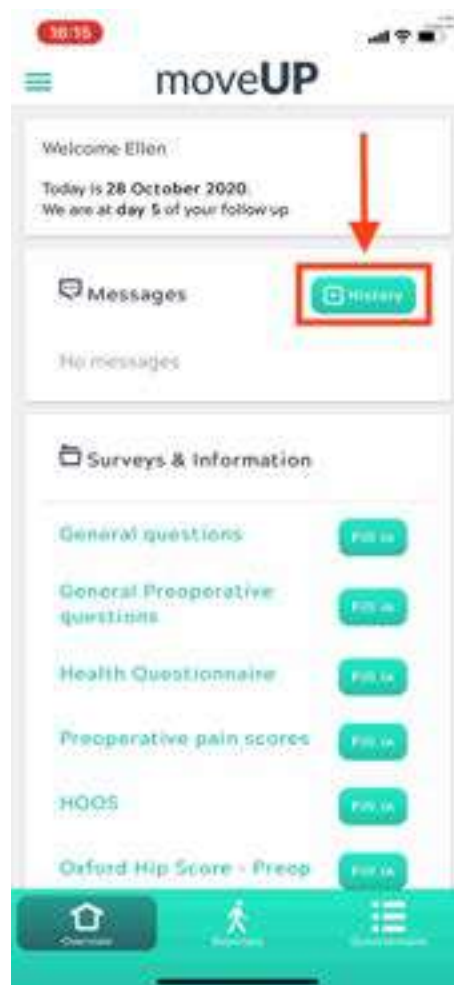 16:15
moveUP
Welcome Ellen
Today is 28 October 2020.
We are at day 5 of your follow up
Messages
History
No messages
Surveys & Information
General questions
Fill in
General Preoperative
questions
Fill in
Health Questionnaire
Fill in
Preoperative pain scores
Fill in
HOOS
Fill in
Oxford Hip Score - Preop
Fill in
Overview